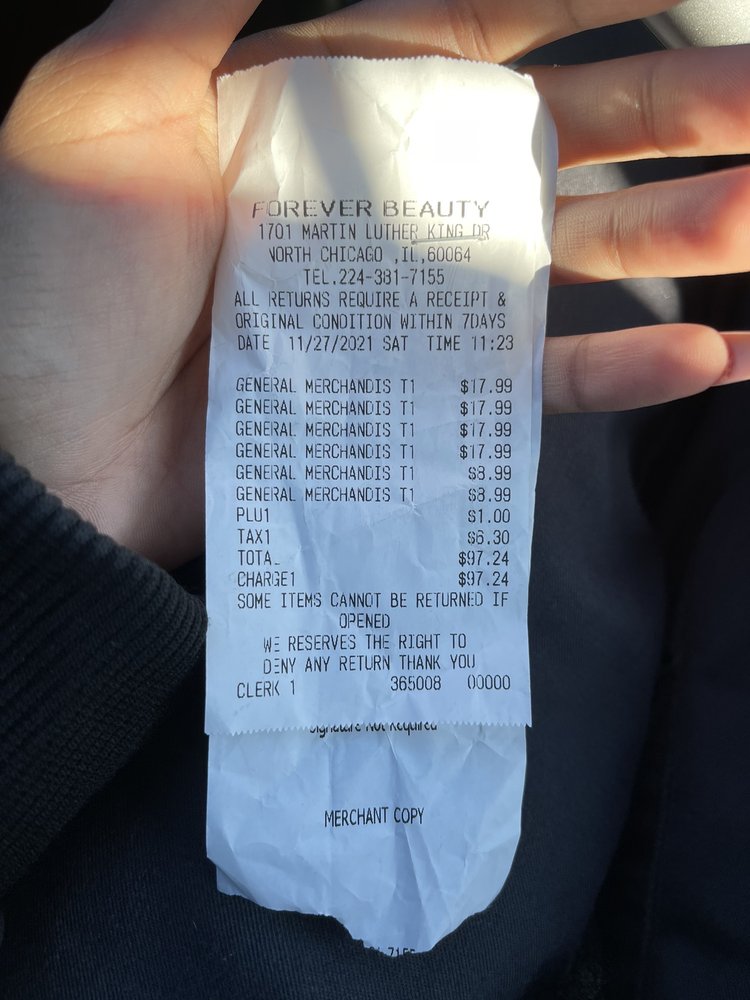 FOREVER BEAUTY
1701 MARTIN LUTHER KING DR
NORTH CHICAGO ,IL,60064
TEL.224-381-7155
ALL RETURNS REQUIRE A RECEIPT &
ORIGINAL CONDITION WITHIN 7DAYS
DATE 11/27/2021 SAT TIME 11:23
GENERAL MERCHANDIS T1 $17.99
GENERAL MERCHANDIS T1 $17.99
GENERAL MERCHANDIS T1 $17.99
GENERAL MERCHANDIS T1 $17.99
GENERAL MERCHANDIS T1 $8.99
GENERAL MERCHANDIS T1 $8.99
PLU1 $1.00
TAX1 $6.30
TOTAL $97.24
CHARGE1 $97.24
SOME ITEMS CANNOT BE RETURNED IF
OPENED
WE RESERVES THE RIGHT TO
DENY ANY RETURN THANK YOU
CLERK 1 365008 00000
Signature Not Required
MERCHANT COPY